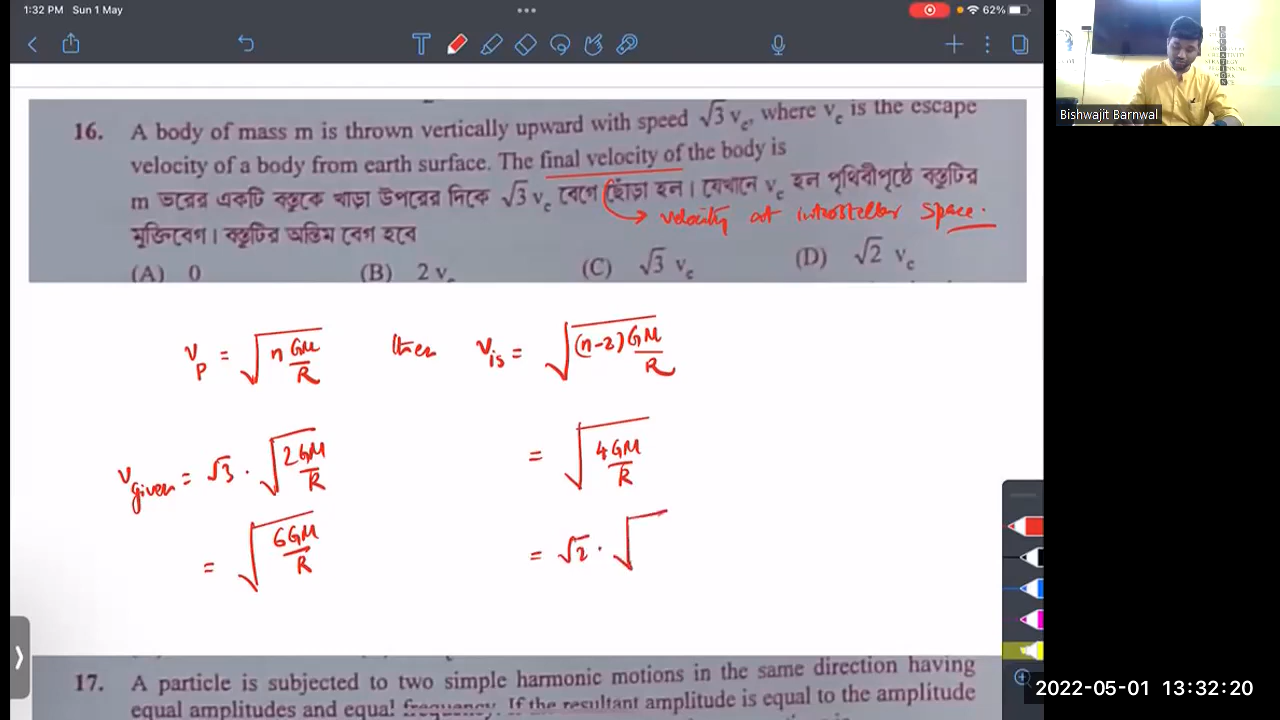 1:32 PM Sun 1 May
62%
16. A body of mass m is thrown vertically upward with speed √3 vₑ, where vₑ is the escape
velocity of a body from earth surface. The final velocity of the body is
m ভরের একটি বস্তুকে খাড়া উপরের দিকে √3 vₑ বেগে ছোঁড়া হল। যেখানে vₑ হল পৃথিবীপৃষ্ঠে বস্তুটির
→ velocity at interstellar space.
মুক্তিবেগ। বস্তুটির অন্তিম বেগ হবে
(A) 0 (B) 2 vₑ (C) √3 vₑ (D) √2 vₑ
v_p = √(n GM/R) then v_is = √((n-2) GM/R)
v_given = √3 · √(2GM/R) = √(4GM/R)
= √(6GM/R) = √2 · √
17. A particle is subjected to two simple harmonic motions in the same direction having
equal amplitudes and equal frequency. If the resultant amplitude is equal to the amplitude
Bishwajit Barnwal
2022-05-01 13:32:20